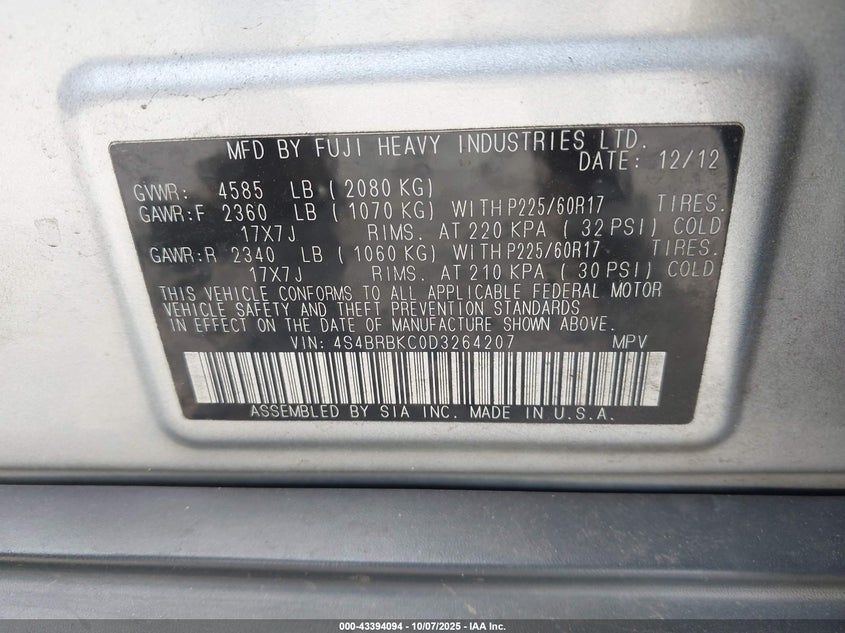 MFD BY FUJI HEAVY INDUSTRIES LTD.
DATE: 12/12
GVWR: 4585 LB ( 2080 KG)
GAWR:F 2360 LB ( 1070 KG) WITH P225/60R17 TIRES.
17X7J RIMS. AT 220 KPA ( 32 PSI) COLD
GAWR:R 2340 LB ( 1060 KG) WITH P225/60R17 TIRES.
17X7J RIMS. AT 210 KPA ( 30 PSI) COLD
THIS VEHICLE CONFORMS TO ALL APPLICABLE FEDERAL MOTOR
VEHICLE SAFETY AND THEFT PREVENTION STANDARDS
IN EFFECT ON THE DATE OF MANUFACTURE SHOWN ABOVE.
VIN: 4S4BRBKC0D3264207 MPV
ASSEMBLED BY SIA INC. MADE IN U.S.A.
000-43394094 - 10/07/2025 - IAA Inc.